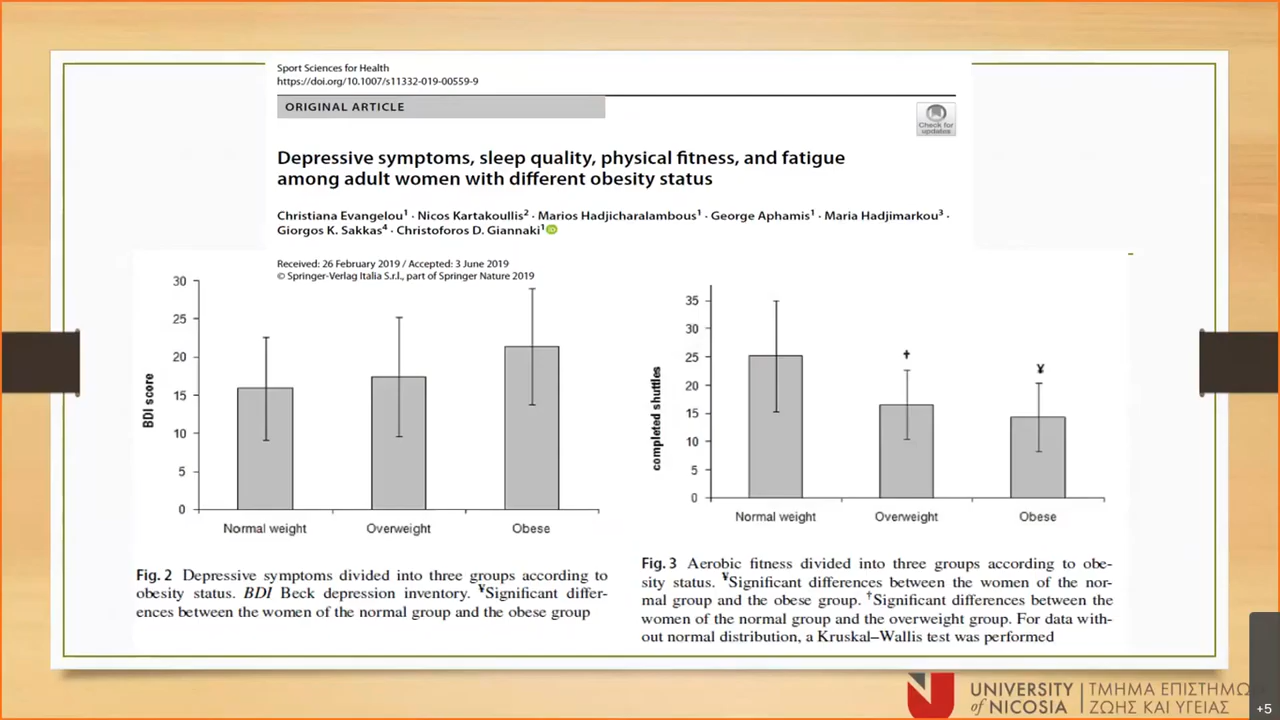 Sport Sciences for Health
https://doi.org/10.1007/s11332-019-00559-9
ORIGINAL ARTICLE
Check for
updates
Depressive symptoms, sleep quality, physical fitness, and fatigue
among adult women with different obesity status
Christiana Evangelou1 · Nicos Kartakoullis2 · Marios Hadjicharalambous1 · George Aphamis1 · Maria Hadjimarkou3 ·
Giorgos K. Sakkas4 · Christoforos D. Giannaki1
Received: 26 February 2019 / Accepted: 3 June 2019
© Springer-Verlag Italia S.r.l., part of Springer Nature 2019
30
25
20
15
10
5
0
BDI score
Normal weight
Overweight
Obese
Fig. 2 Depressive symptoms divided into three groups according to
obesity status. BDI Beck depression inventory. ¥Significant differ-
ences between the women of the normal group and the obese group
35
30
25
20
15
10
5
0
completed shuttles
†
¥
Normal weight
Overweight
Obese
Fig. 3 Aerobic fitness divided into three groups according to obe-
sity status. ¥Significant differences between the women of the nor-
mal group and the obese group. †Significant differences between the
women of the normal group and the overweight group. For data with-
out normal distribution, a Kruskal–Wallis test was performed
UNIVERSITY
of NICOSIA
ΤΜΗΜΑ ΕΠΙΣΤΗΜΩ
ΖΩΗΣ ΚΑΙ ΥΓΕΙΑΣ
+5